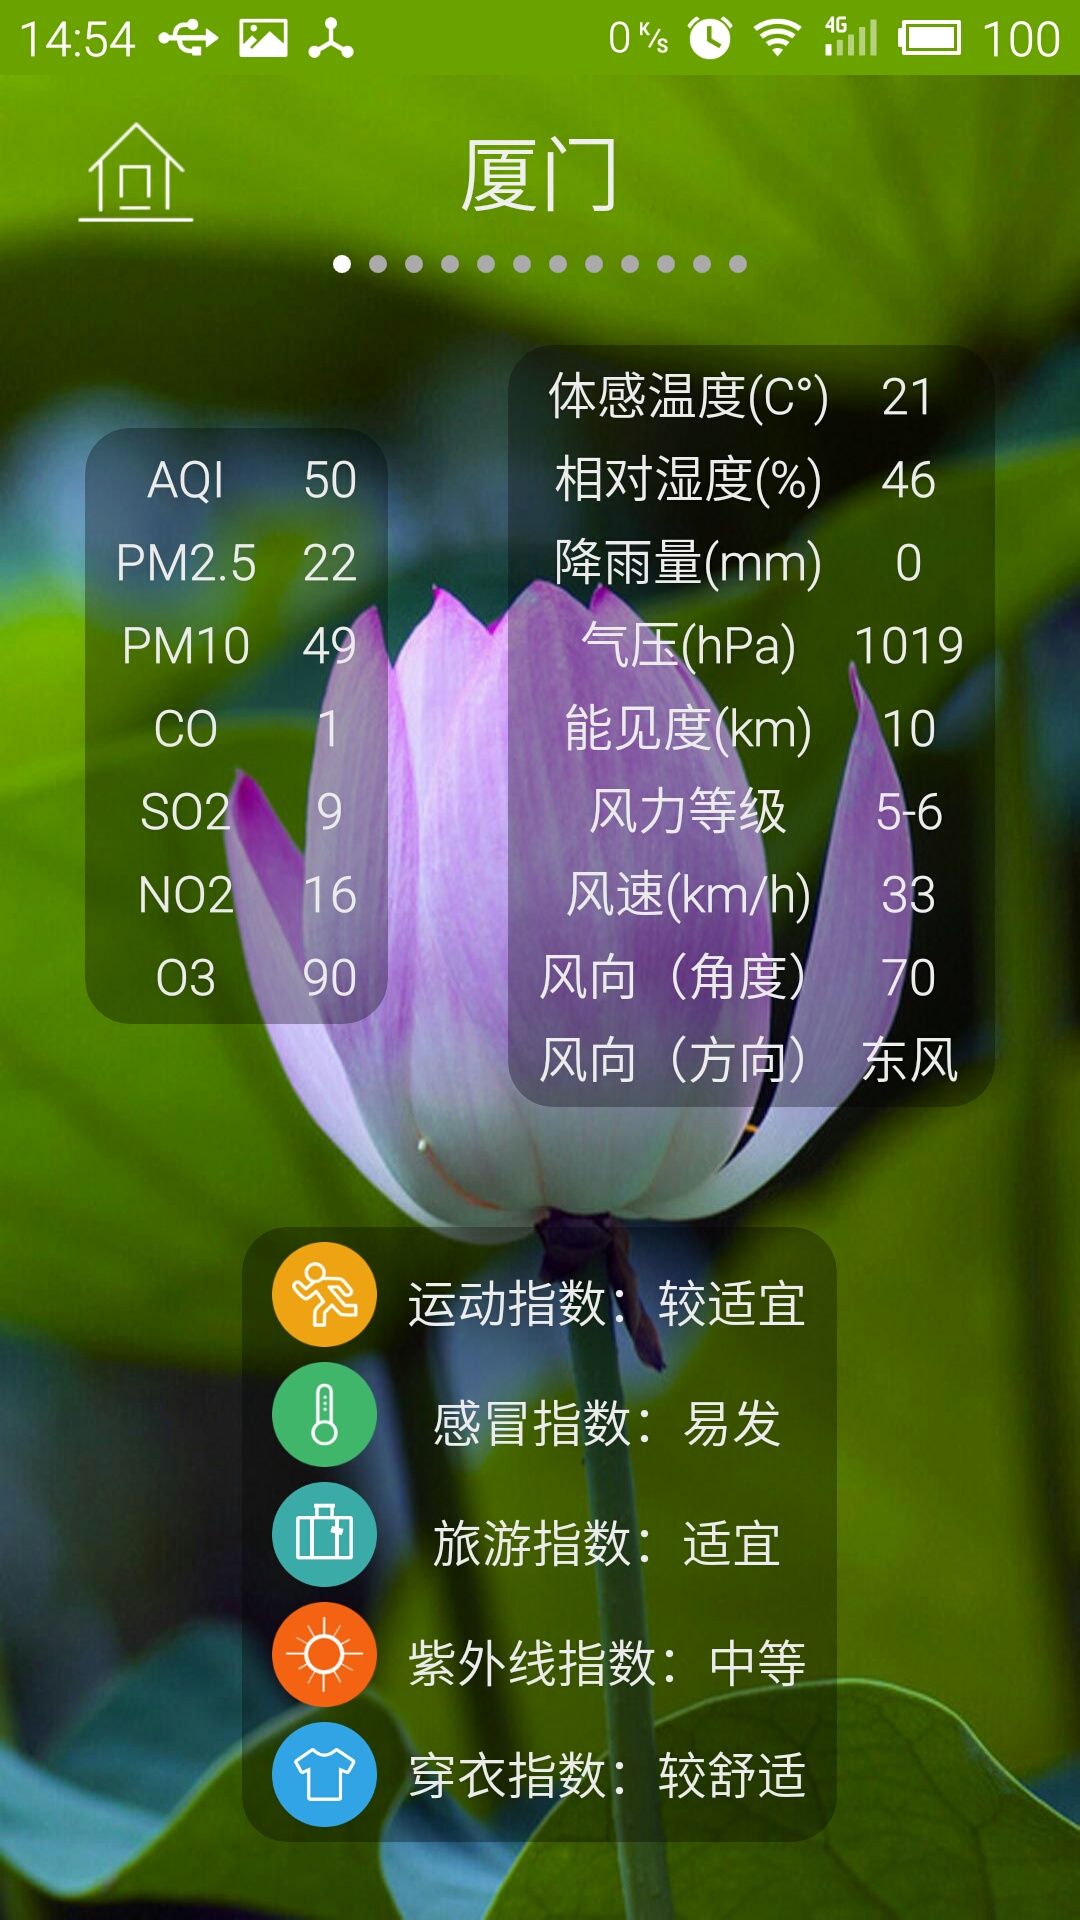 14:54 0 K/s 4G 100
厦门
AQI 50
PM2.5 22
PM10 49
CO 1
SO2 9
NO2 16
O3 90
体感温度(C°) 21
相对湿度(%) 46
降雨量(mm) 0
气压(hPa) 1019
能见度(km) 10
风力等级 5-6
风速(km/h) 33
风向（角度） 70
风向（方向） 东风
运动指数：较适宜
感冒指数：易发
旅游指数：适宜
紫外线指数：中等
穿衣指数：较舒适